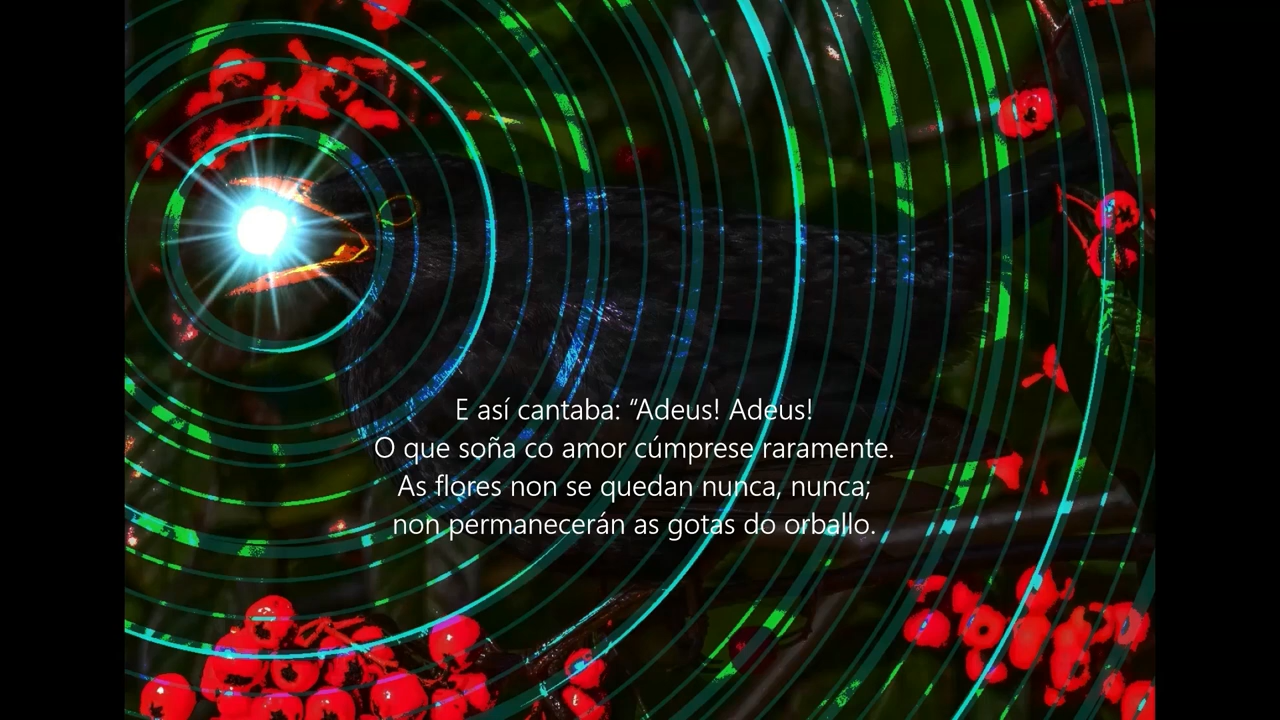 E así cantaba: “Adeus! Adeus!
O que soña co amor cúmprese raramente.
As flores non se quedan nunca, nunca;
non permanecerán as gotas do orballo.